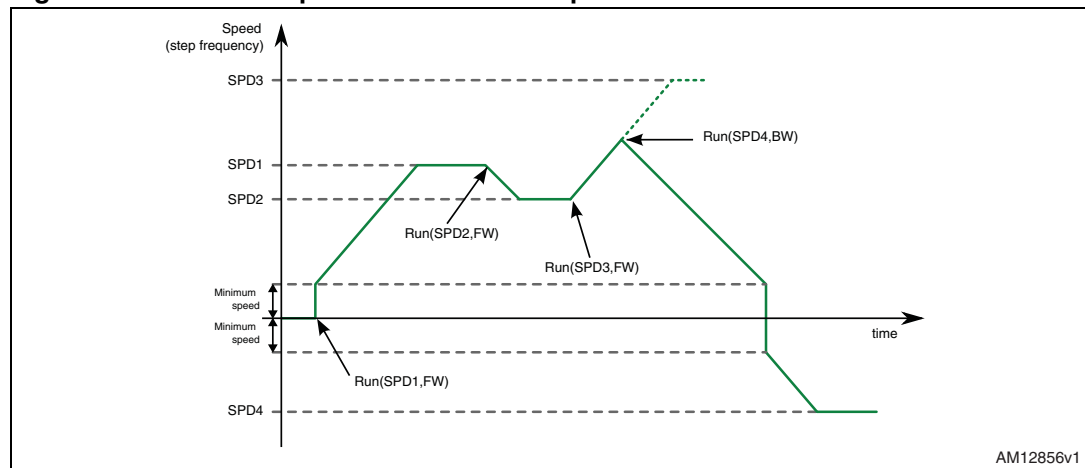 Speed
(step frequency)
SPD3
Run(SPD4,BW)
SPD1
SPD2
Run(SPD2,FW)
Run(SPD3,FW)
Minimum
speed
Minimum
speed
time
Run(SPD1,FW)
SPD4
AM12856v1